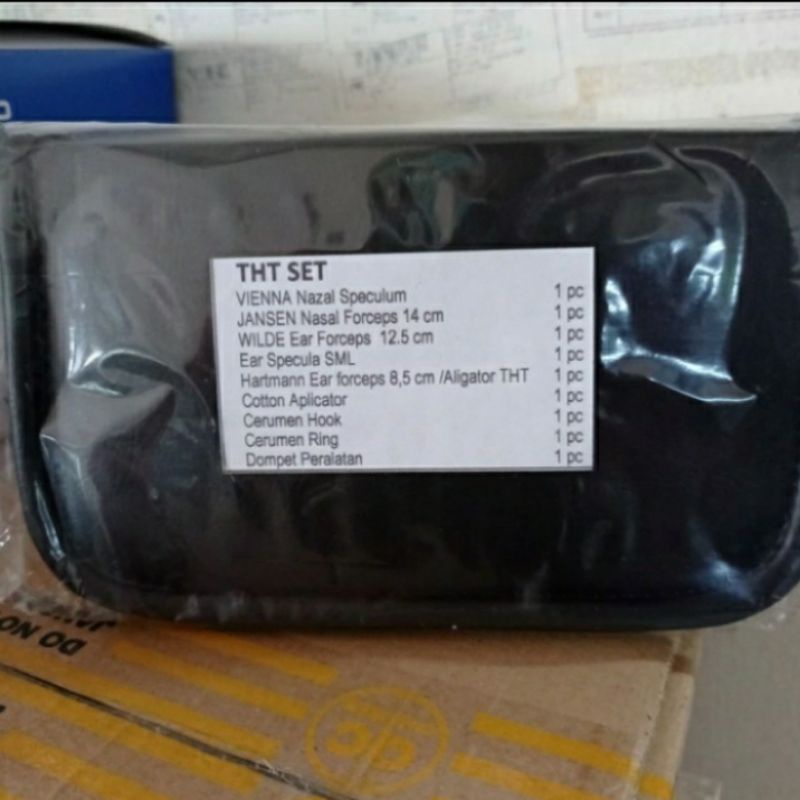 THT SET
VIENNA Nazal Speculum 1 pc
JANSEN Nasal Forceps 14 cm 1 pc
WILDE Ear Forceps 12.5 cm 1 pc
Ear Specula SML 1 pc
Hartmann Ear forceps 8,5 cm /Aligator THT 1 pc
Cotton Aplicator 1 pc
Cerumen Hook 1 pc
Cerumen Ring 1 pc
Dompet Peralatan 1 pc
DO NO